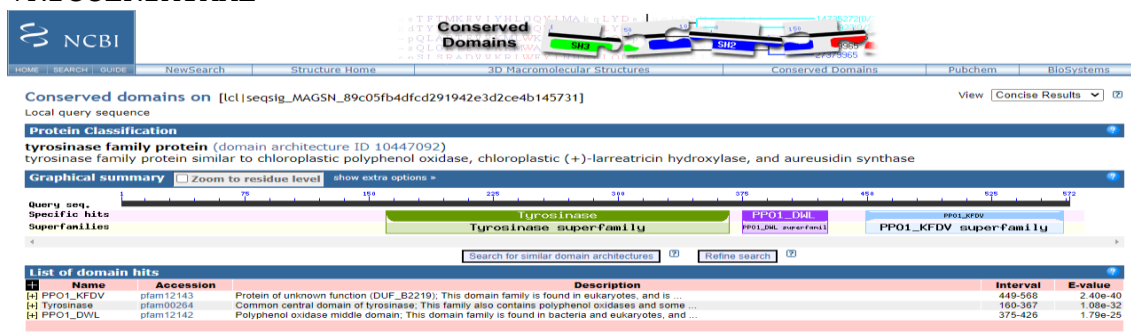 NCBI
Conserved
Domains
SH3
SH2
HOME SEARCH GUIDE NewSearch Structure Home 3D Macromolecular Structures Conserved Domains Pubchem BioSystems
Conserved domains on [lcl|seqsig_MAGSN_89c05fb4dfcd291942e3d2ce4b145731]
View Concise Results
Local query sequence
Protein Classification
tyrosinase family protein (domain architecture ID 10447092)
tyrosinase family protein similar to chloroplastic polyphenol oxidase, chloroplastic (+)-larreatricin hydroxylase, and aureusidin synthase
Graphical summary Zoom to residue level show extra options »
1 75 150 225 300 375 450 525 572
Query seq.
Specific hits Tyrosinase PPO1_DWL PPO1_KFDV
Superfamilies Tyrosinase superfamily PPO1_DWL superfamil PPO1_KFDV superfamily
Search for similar domain architectures Refine search
List of domain hits
Name Accession Description Interval E-value
[+] PPO1_KFDV pfam12143 Protein of unknown function (DUF_B2219); This domain family is found in eukaryotes, and is ... 449-568 2.40e-40
[+] Tyrosinase pfam00264 Common central domain of tyrosinase; This family also contains polyphenol oxidases and some ... 160-367 1.08e-32
[+] PPO1_DWL pfam12142 Polyphenol oxidase middle domain; This domain family is found in bacteria and eukaryotes, and ... 375-426 1.79e-25